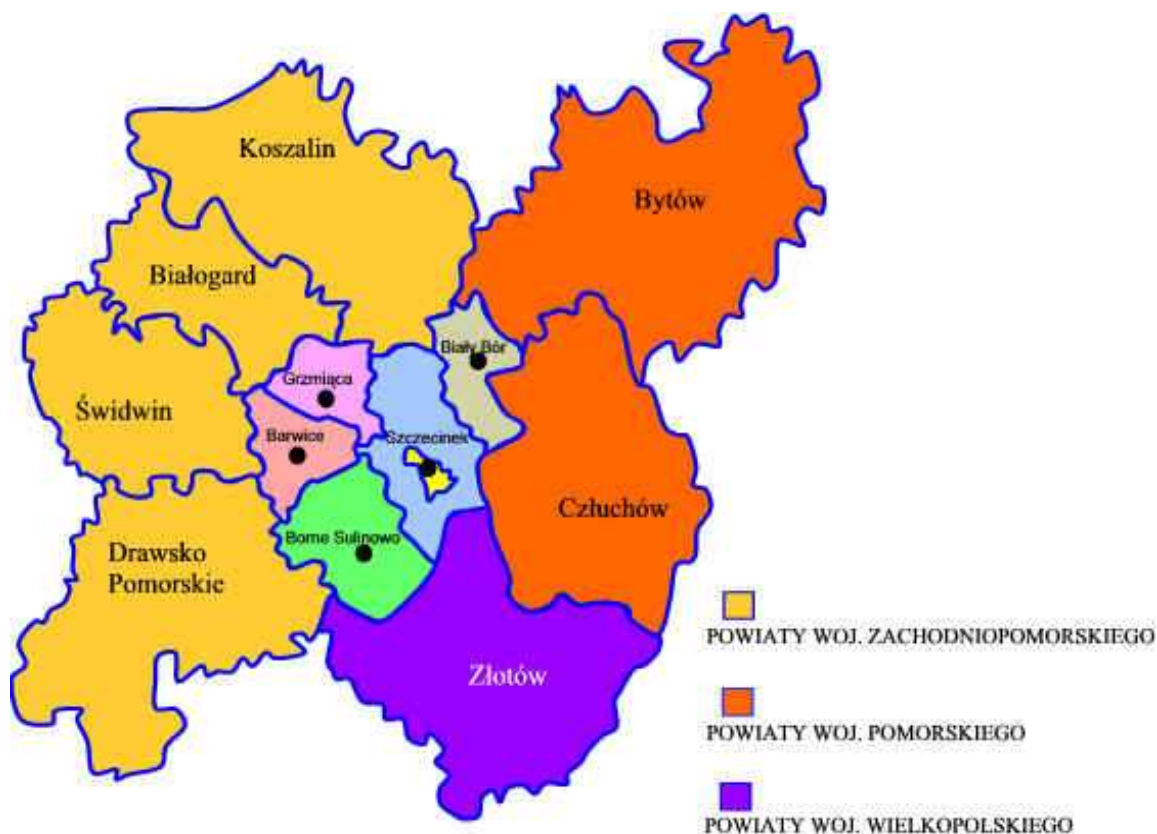 Koszalin
Bytów
Białogard
Biały Bór
Grzmiąca
Świdwin
Barwice
Szczecinek
Człuchów
Borne Sulinowo
Drawsko
Pomorskie
Złotów
POWIATY WOJ. ZACHODNIOPOMORSKIEGO
POWIATY WOJ. POMORSKIEGO
POWIATY WOJ. WIELKOPOLSKIEGO